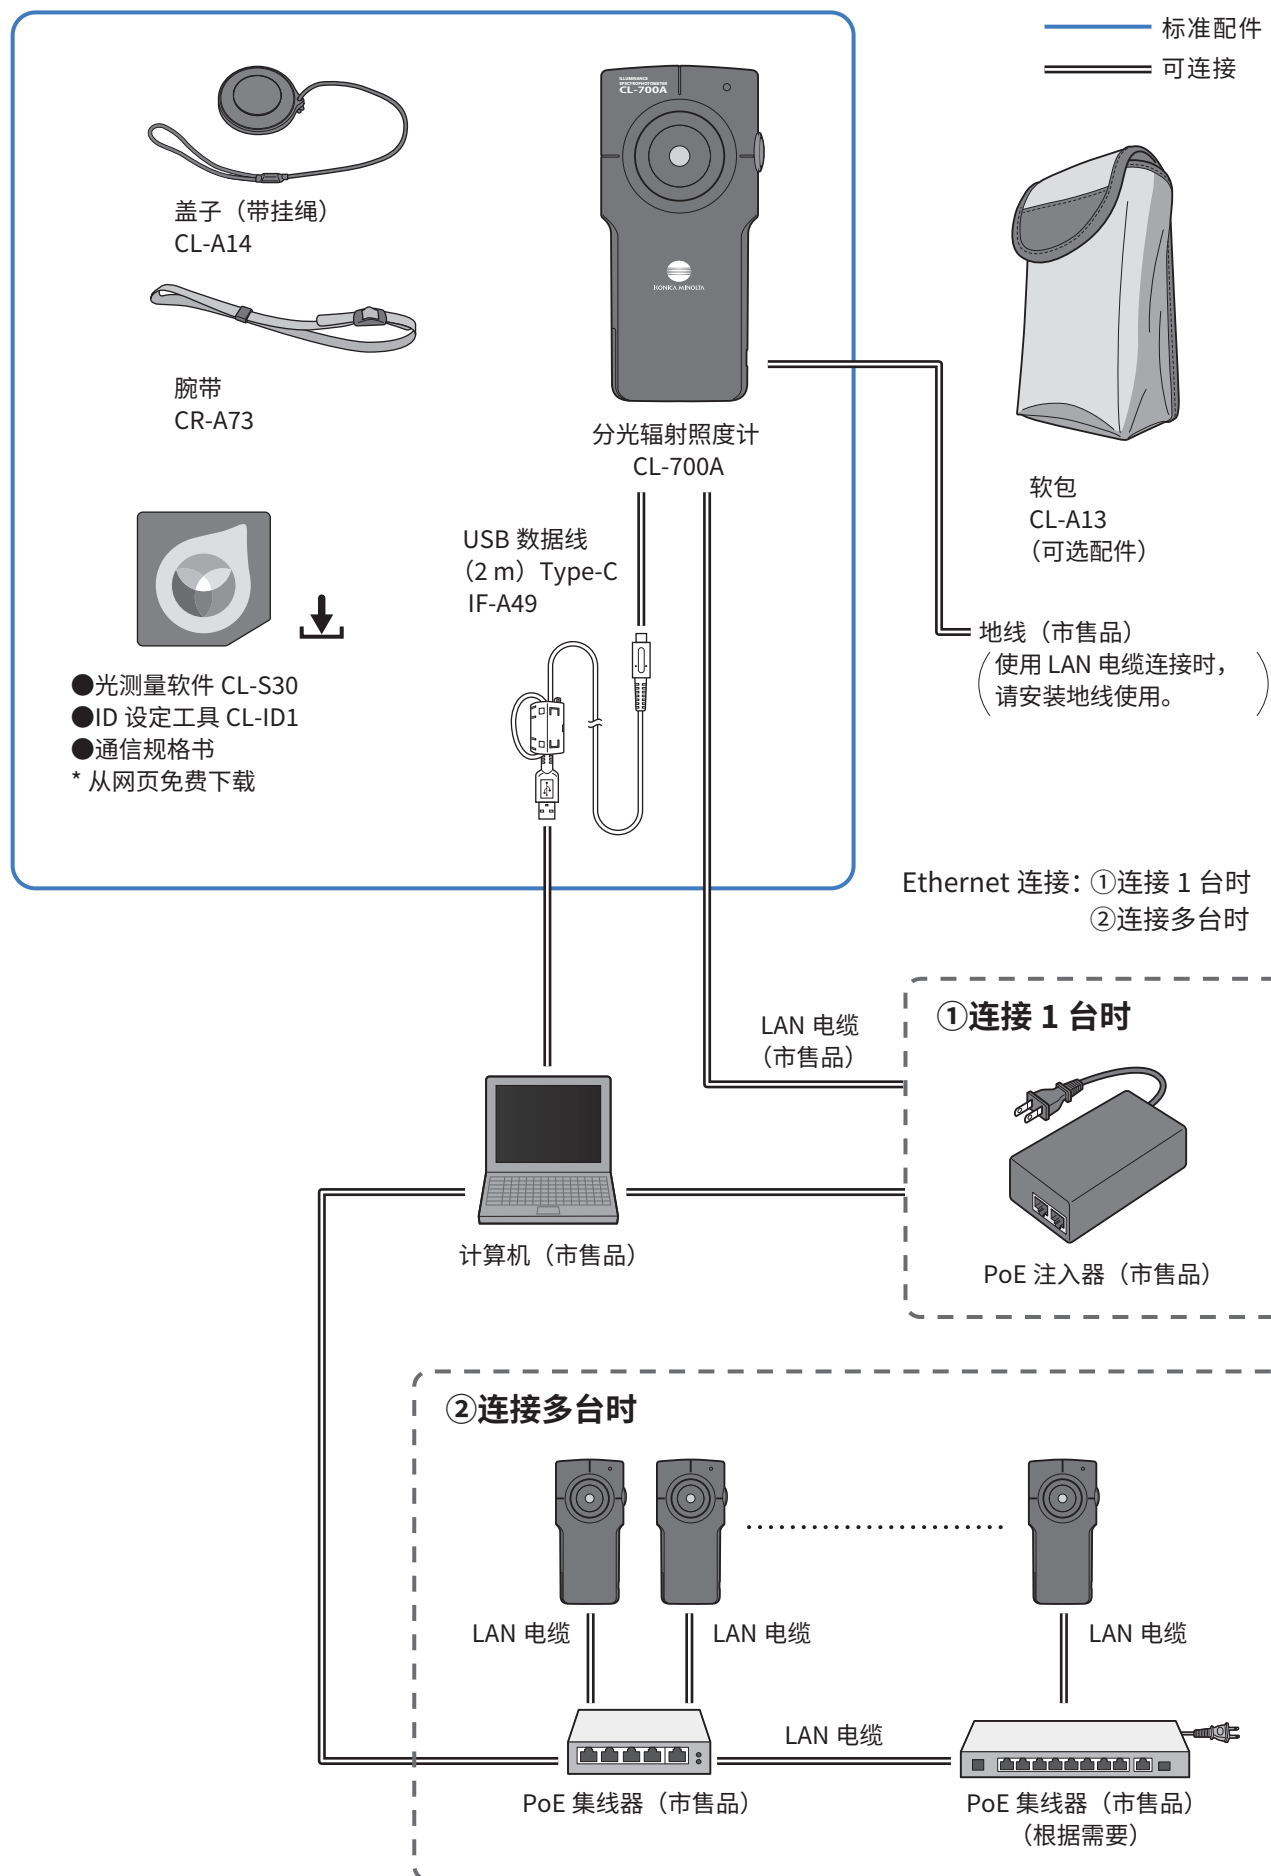 标准配件
可连接
ILLUMINANCE
SPECTROPHOTOMETER
CL-700A
KONICA MINOLTA
盖子（带挂绳）
CL-A14
腕带
CR-A73
分光辐射照度计
CL-700A
软包
CL-A13
（可选配件）
USB 数据线
（2 m）Type-C
IF-A49
地线（市售品）
（使用 LAN 电缆连接时，
请安装地线使用。）
●光测量软件 CL-S30
●ID 设定工具 CL-ID1
●通信规格书
* 从网页免费下载
Ethernet 连接：①连接 1 台时
②连接多台时
LAN 电缆
（市售品）
①连接 1 台时
PoE 注入器（市售品）
计算机（市售品）
②连接多台时
LAN 电缆
LAN 电缆
LAN 电缆
LAN 电缆
PoE 集线器（市售品）
PoE 集线器（市售品）
（根据需要）